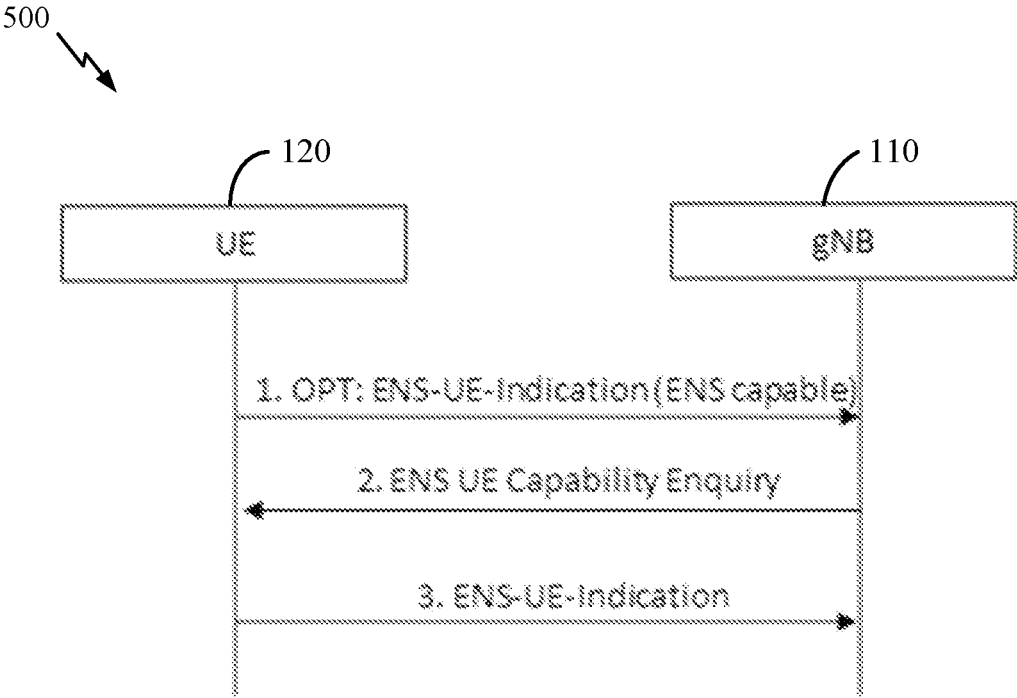 500
120
110
UE
gNB
1. OPT: ENS-UE-Indication(ENS capable)
2. ENS UE Capability Enquiry
3. ENS-UE-Indication